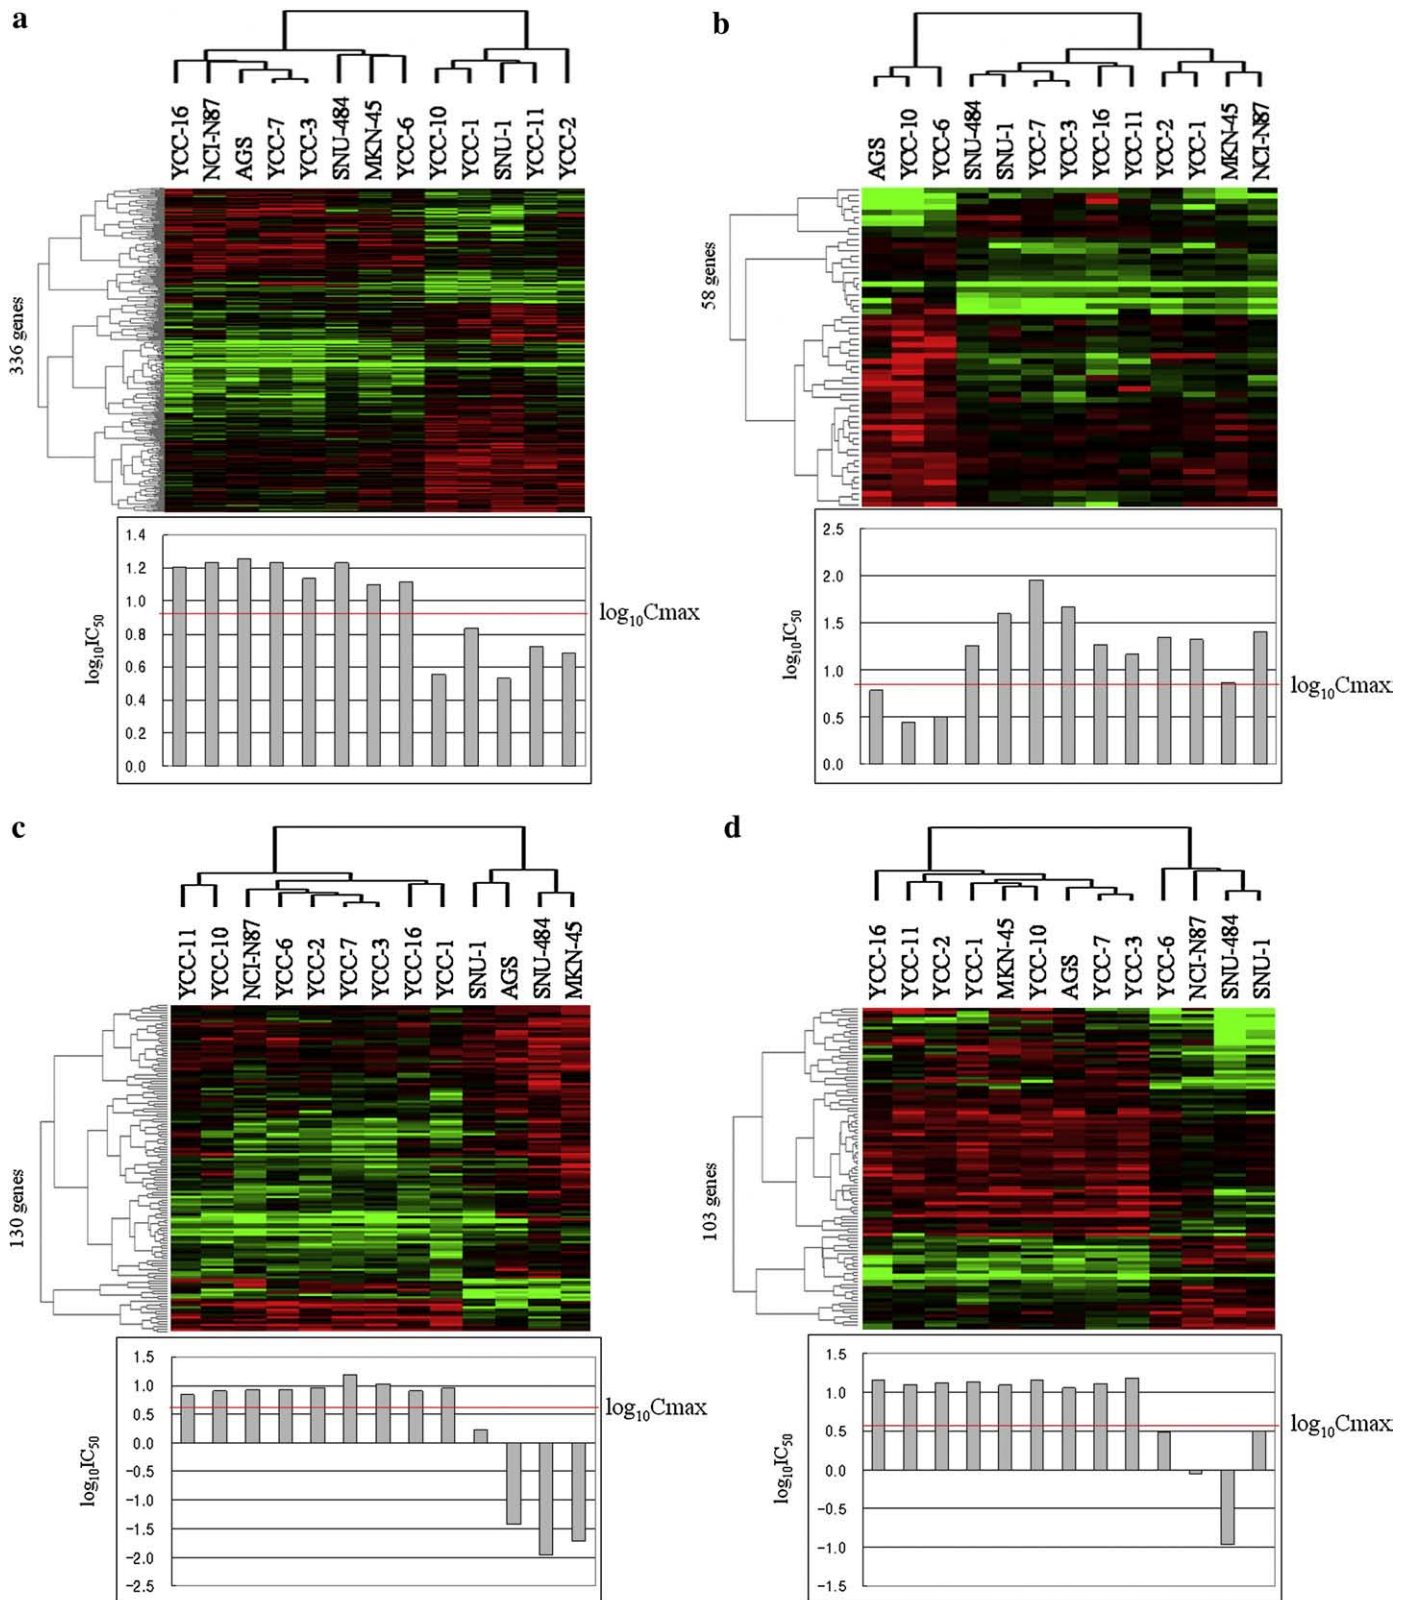 a
YCC-16 NCI-N87 AGS YCC-7 YCC-3 SNU-484 MKN-45 YCC-6 YCC-10 YCC-1 SNU-1 YCC-11 YCC-2
336 genes
1.4
1.2
1.0
0.8
0.6
0.4
0.2
0.0
log10IC50
log10Cmax
b
AGS YCC-10 YCC-6 SNU-484 SNU-1 YCC-7 YCC-3 YCC-16 YCC-11 YCC-2 YCC-1 MKN-45 NCI-N87
58 genes
2.5
2.0
1.5
1.0
0.5
0.0
log10IC50
log10Cmax
c
YCC-11 YCC-10 NCI-N87 YCC-6 YCC-2 YCC-7 YCC-3 YCC-16 YCC-1 SNU-1 AGS SNU-484 MKN-45
130 genes
1.5
1.0
0.5
0.0
-0.5
-1.0
-1.5
-2.0
-2.5
log10IC50
log10Cmax
d
YCC-16 YCC-11 YCC-2 YCC-1 MKN-45 YCC-10 AGS YCC-7 YCC-3 YCC-6 NCI-N87 SNU-484 SNU-1
103 genes
1.5
1.0
0.5
0.0
-0.5
-1.0
-1.5
log10IC50
log10Cmax